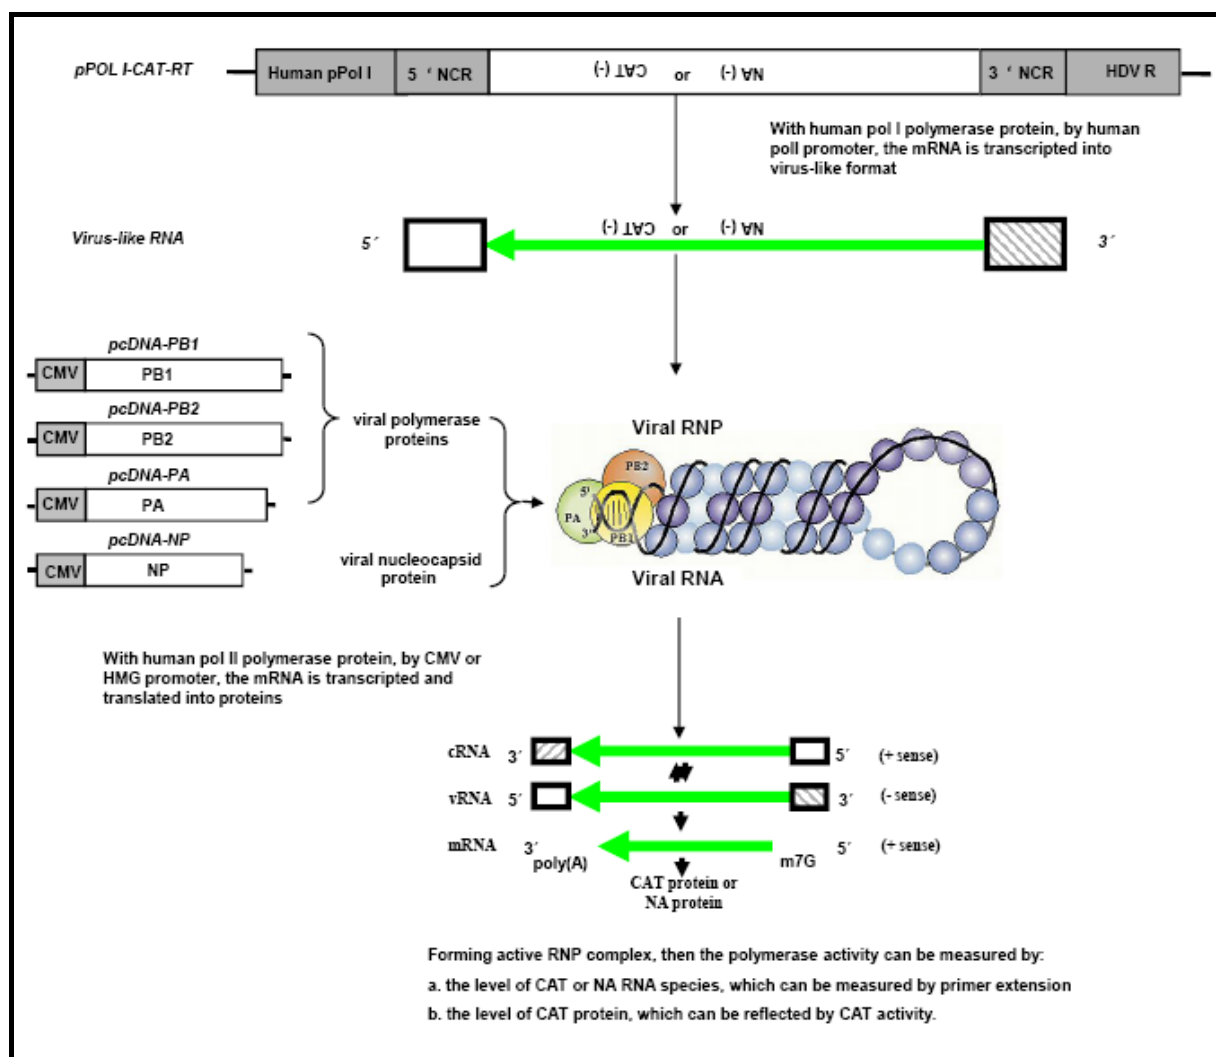 pPOL I-CAT-RT
Human pPol I
5 ‘ NCR
CAT (-) or NA (-)
3 ‘ NCR
HDV R
With human pol I polymerase protein, by human
polI promoter, the mRNA is transcripted into
virus-like format
CAT (-) or NA (-)
Virus-like RNA
5´
3´
pcDNA-PB1
CMV PB1
pcDNA-PB2
CMV PB2
pcDNA-PA
CMV PA
pcDNA-NP
CMV NP
viral polymerase
proteins
viral nucleocapsid
protein
Viral RNP
PB2
5'
PA
3'
PB1
Viral RNA
With human pol II polymerase protein, by CMV or
HMG promoter, the mRNA is transcripted and
translated into proteins
cRNA 3´ 5´ (+ sense)
vRNA 5´ 3´ (- sense)
mRNA 3´ 5´ (+ sense)
poly(A) m7G
CAT protein or
NA protein
Forming active RNP complex, then the polymerase activity can be measured by:
a. the level of CAT or NA RNA species, which can be measured by primer extension
b. the level of CAT protein, which can be reflected by CAT activity.